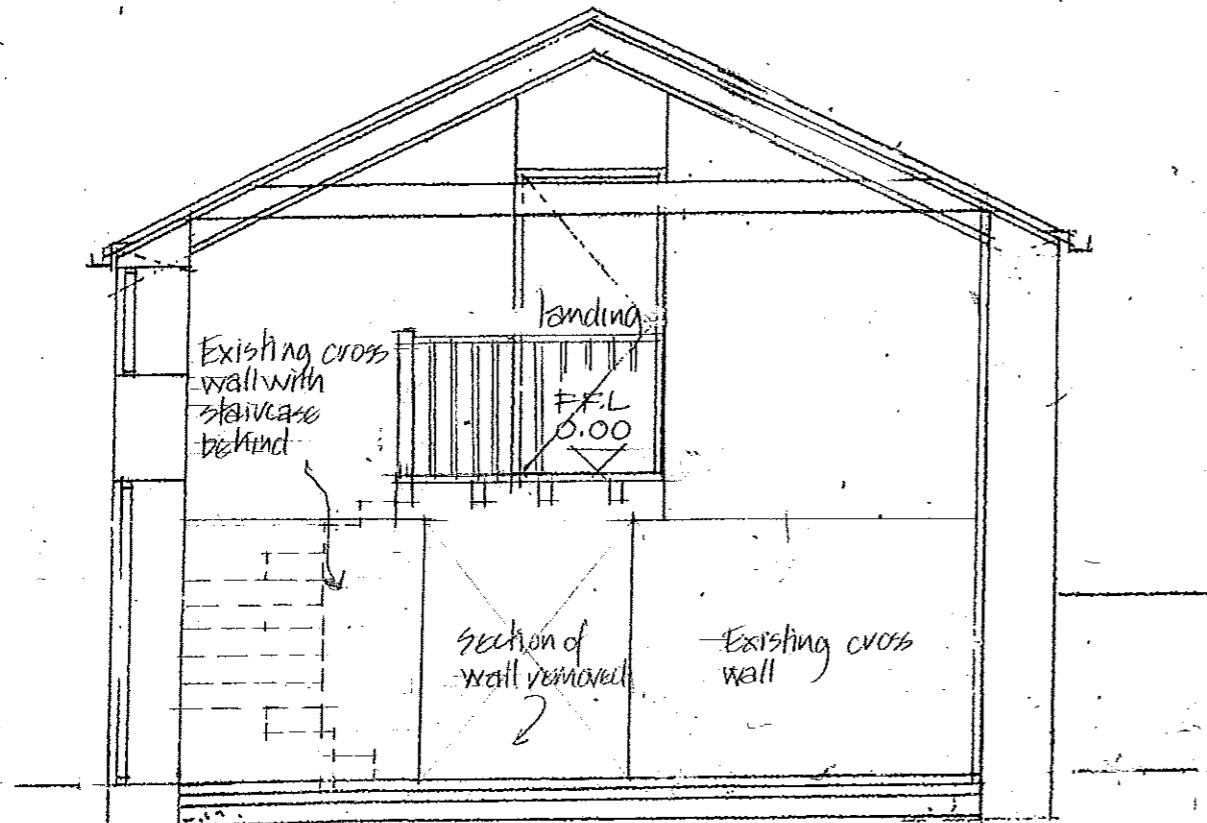 landing
Existing cross
wall with
staircase
behind
F.F.L
0.00
Section of
wall removed
Existing cross
wall